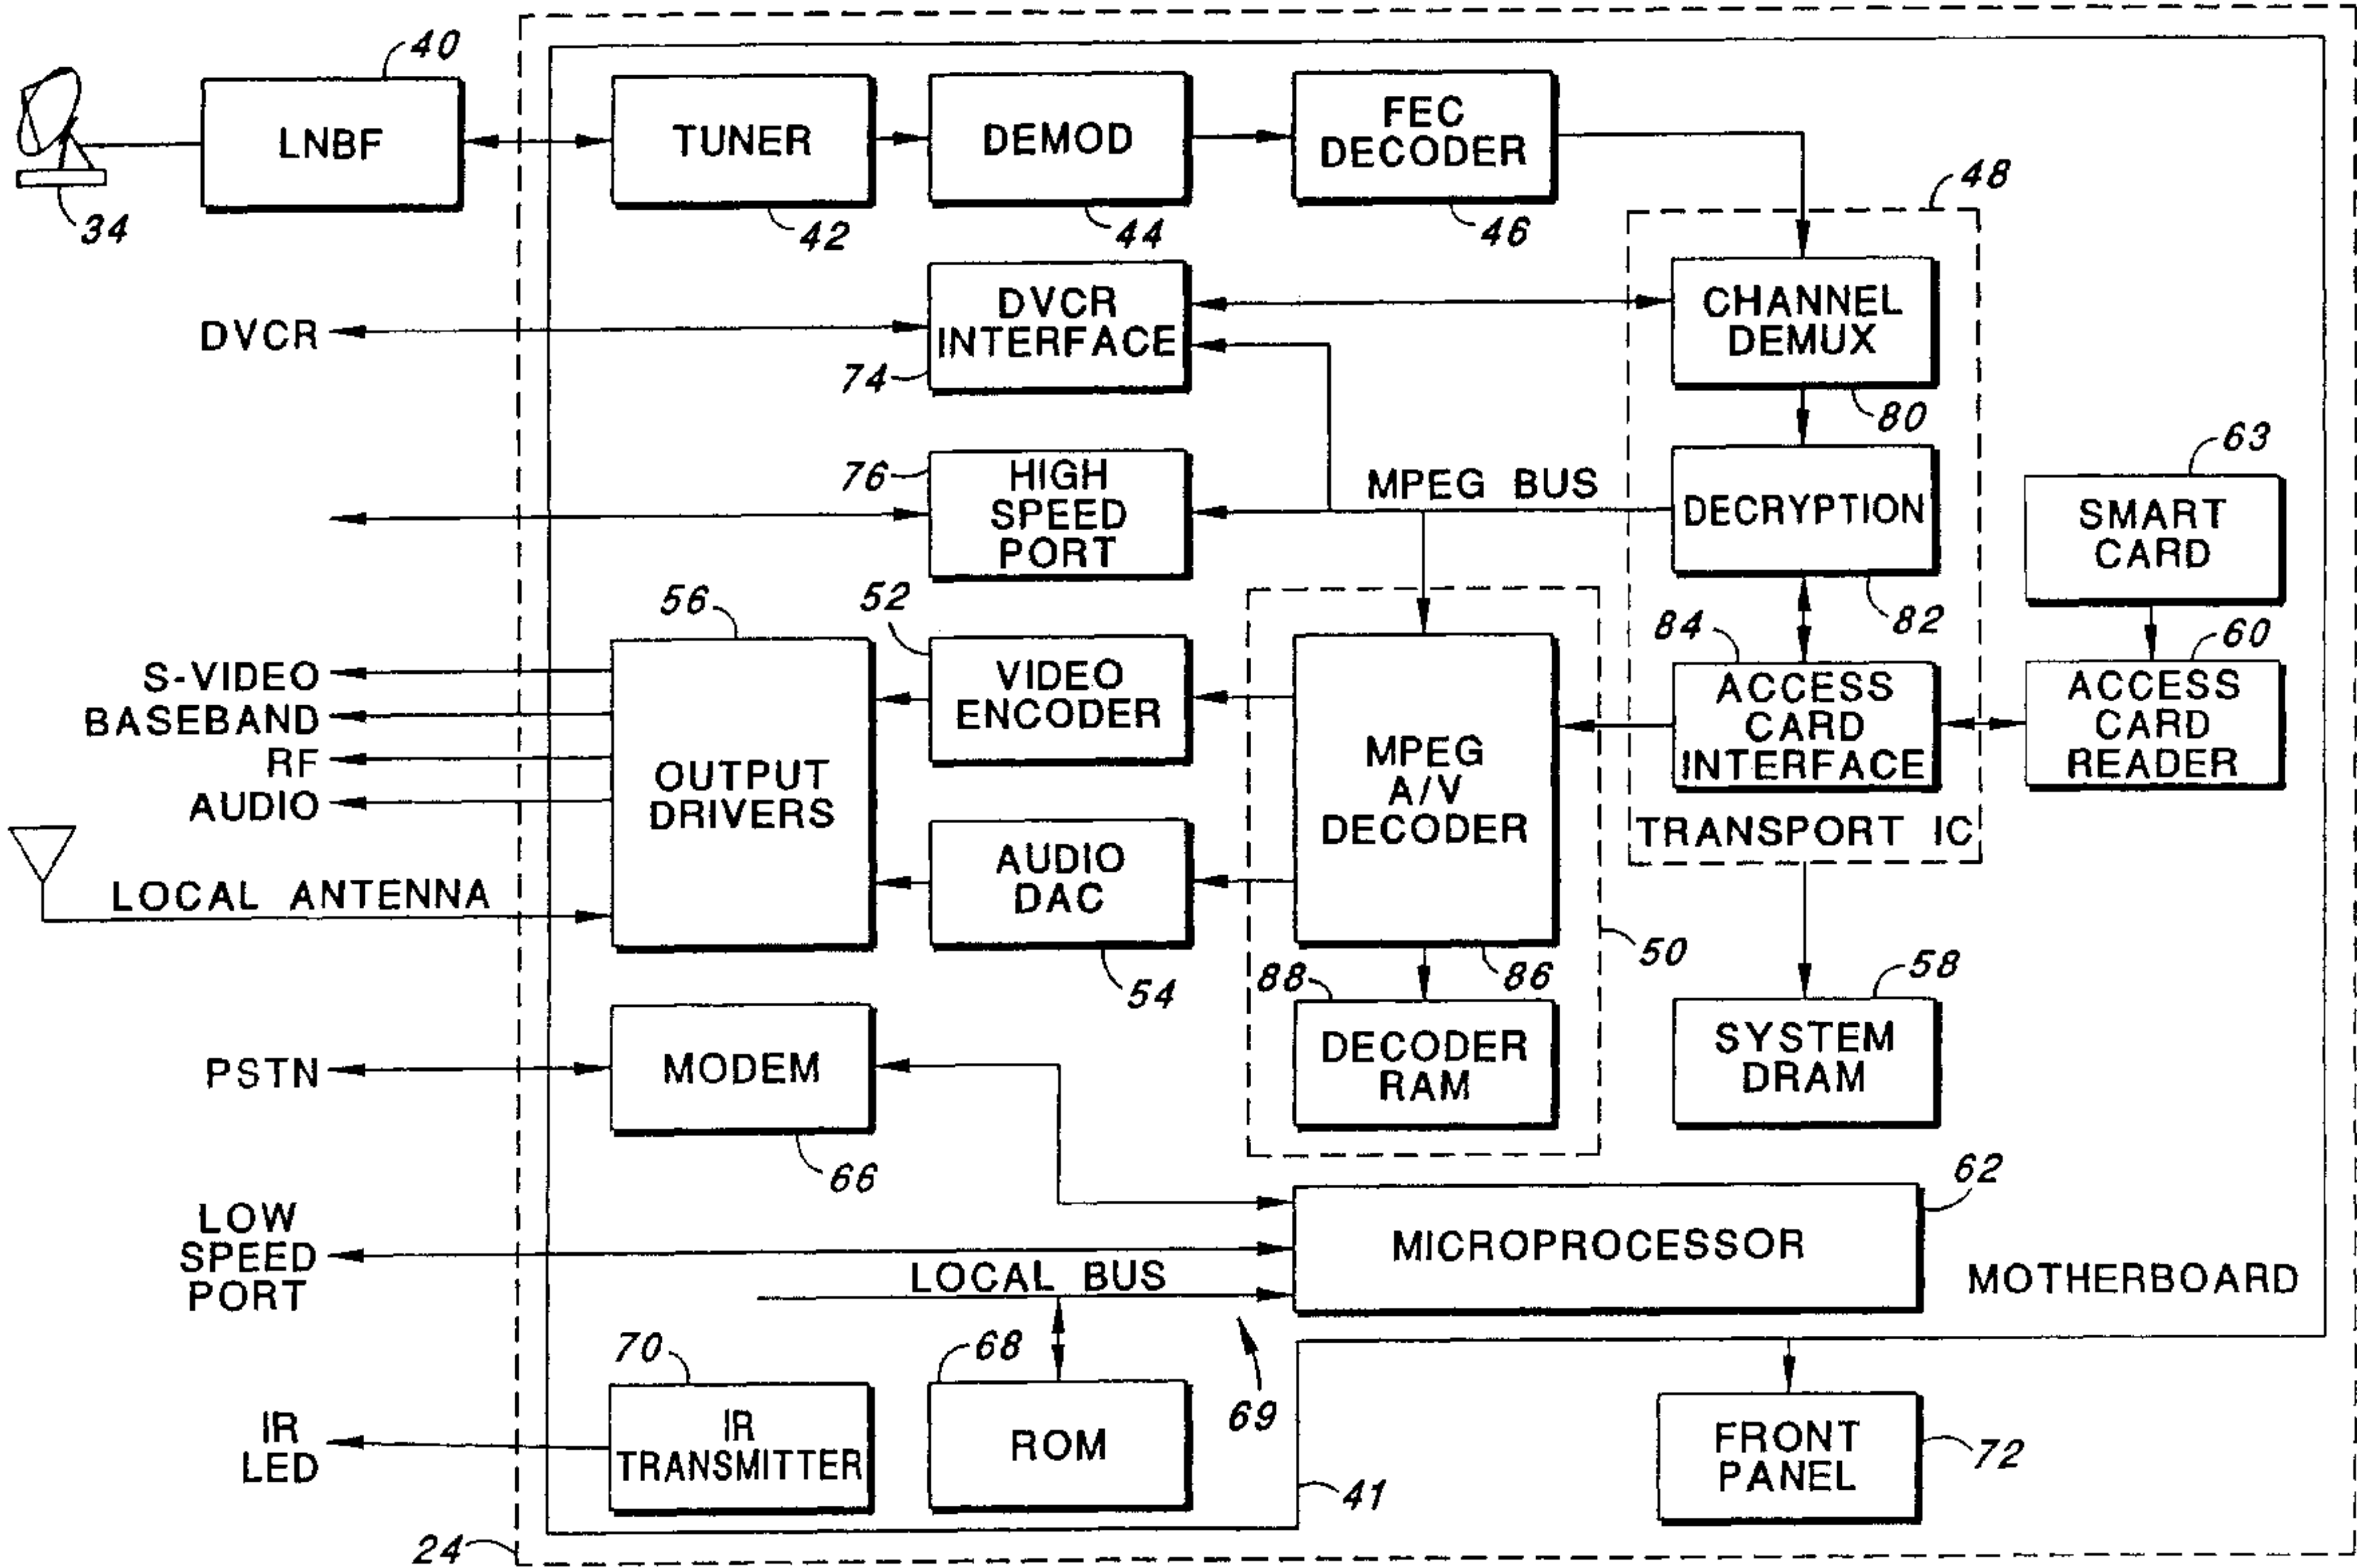 40
LNBF
34
TUNER
42
DEMOD
44
FEC
DECODER
46
48
DVCR
DVCR
INTERFACE
74
CHANNEL
DEMUX
80
76
HIGH
SPEED
PORT
MPEG BUS
DECRYPTION
82
63
SMART
CARD
56
52
84
60
S-VIDEO
BASEBAND
RF
AUDIO
OUTPUT
DRIVERS
VIDEO
ENCODER
MPEG
A/V
DECODER
ACCESS
CARD
INTERFACE
ACCESS
CARD
READER
TRANSPORT IC
LOCAL ANTENNA
AUDIO
DAC
54
86
50
88
58
DECODER
RAM
SYSTEM
DRAM
PSTN
MODEM
66
62
LOW
SPEED
PORT
MICROPROCESSOR
LOCAL BUS
MOTHERBOARD
70
68
69
IR
LED
IR
TRANSMITTER
ROM
41
FRONT
PANEL
72
24